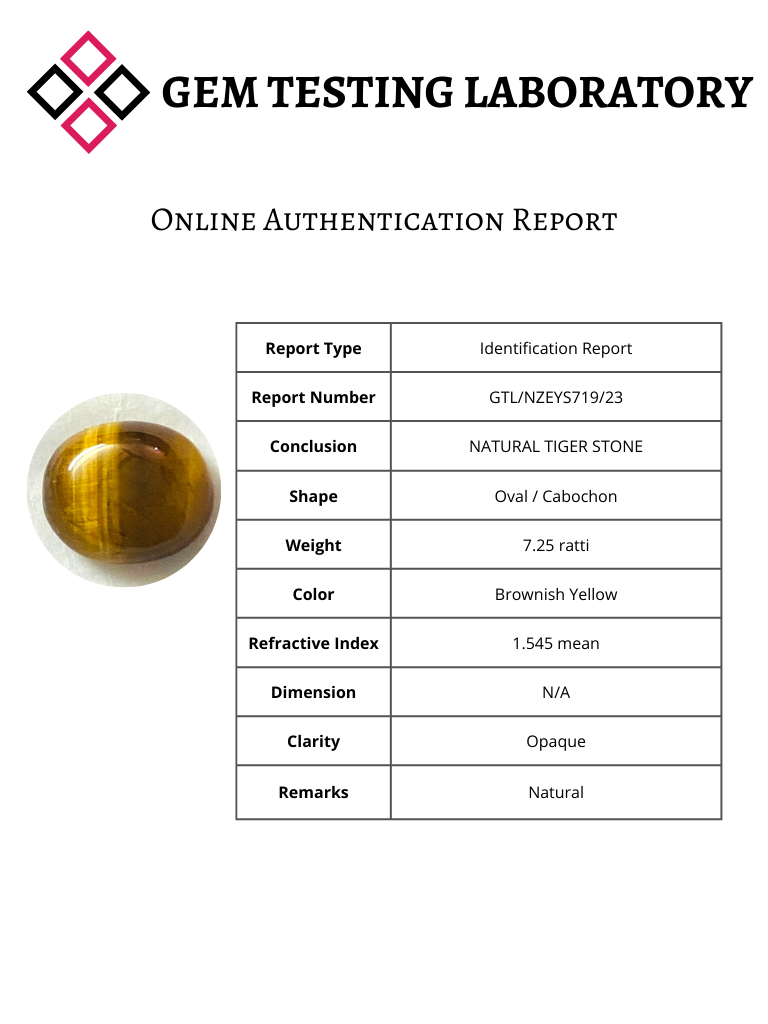 GEM TESTING LABORATORY
Online Authentication Report
Report Type Identification Report
Report Number GTL/NZEYS719/23
Conclusion NATURAL TIGER STONE
Shape Oval / Cabochon
Weight 7.25 ratti
Color Brownish Yellow
Refractive Index 1.545 mean
Dimension N/A
Clarity Opaque
Remarks Natural